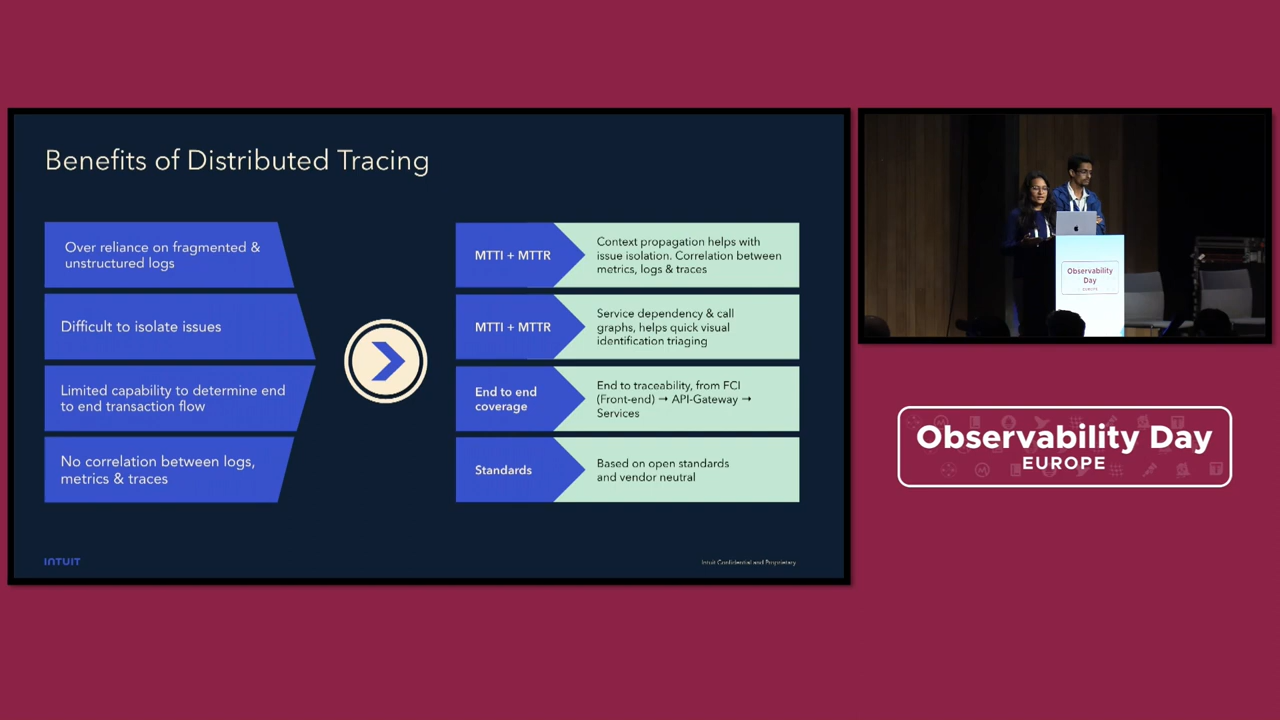 Benefits of Distributed Tracing
Over reliance on fragmented &
unstructured logs
Difficult to isolate issues
Limited capability to determine end
to end transaction flow
No correlation between logs,
metrics & traces
MTTI + MTTR
Context propagation helps with
issue isolation. Correlation between
metrics, logs & traces
MTTI + MTTR
Service dependency & call
graphs, helps quick visual
identification triaging
End to end
coverage
End to traceability, from FCI
(Front-end) → API-Gateway →
Services
Standards
Based on open standards
and vendor neutral
INTUIT
Intuit Confidential and Proprietary
Observability
Day
EUROPE
Observability Day
EUROPE